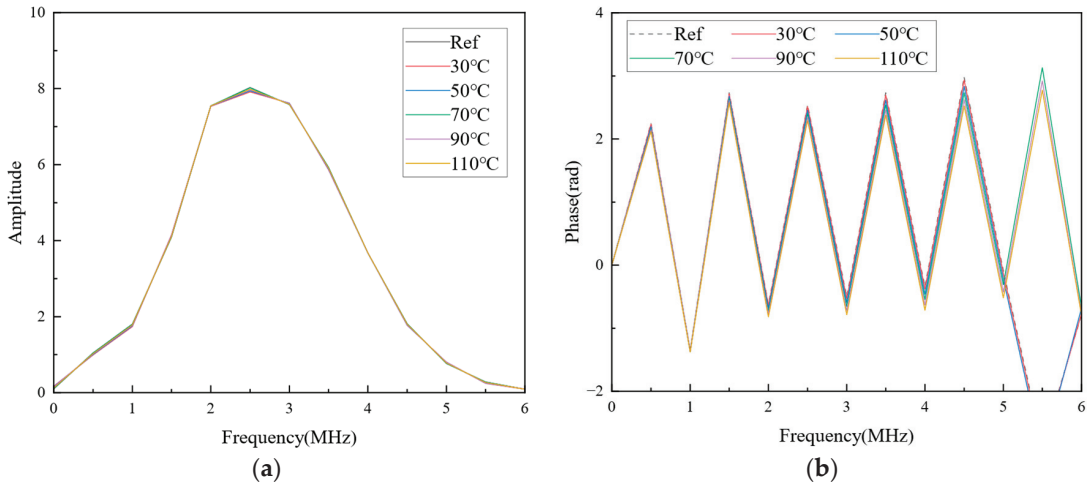 10
8
6
4
2
0
Amplitude
Ref
30°C
50°C
70°C
90°C
110°C
0 1 2 3 4 5 6
Frequency(MHz)
(a)
4
2
0
−2
Phase(rad)
Ref 30°C 50°C
70°C 90°C 110°C
0 1 2 3 4 5 6
Frequency(MHz)
(b)